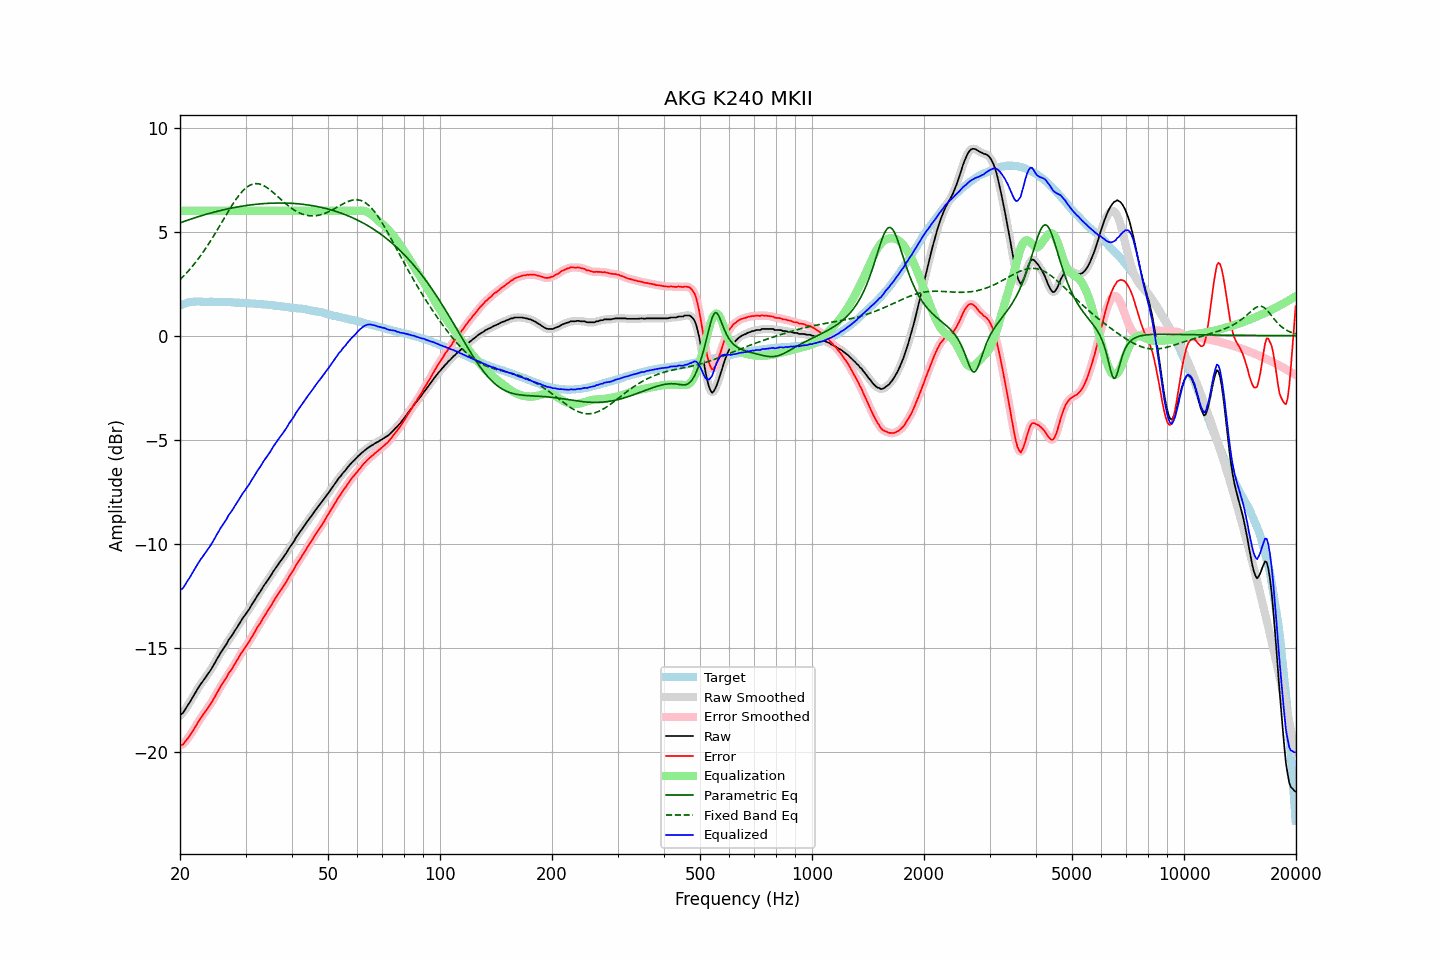 AKG K240 MKII
Amplitude (dBr)
10
5
0
−5
−10
−15
−20
Target
Raw Smoothed
Error Smoothed
Raw
Error
Equalization
Parametric Eq
Fixed Band Eq
Equalized
20 50 100 200 500 1000 2000 5000 10000 20000
Frequency (Hz)